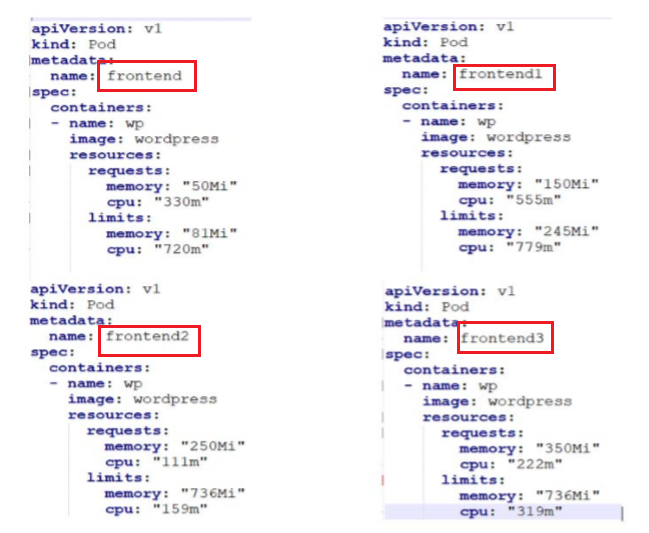 apiVersion: v1
kind: Pod
metadata:
  name: frontend
spec:
  containers:
  - name: wp
    image: wordpress
    resources:
      requests:
        memory: "50Mi"
        cpu: "330m"
      limits:
        memory: "81Mi"
        cpu: "720m"
apiVersion: v1
kind: Pod
metadata:
  name: frontend1
spec:
  containers:
  - name: wp
    image: wordpress
    resources:
      requests:
        memory: "150Mi"
        cpu: "555m"
      limits:
        memory: "245Mi"
        cpu: "779m"
apiVersion: v1
kind: Pod
metadata:
  name: frontend2
spec:
  containers:
  - name: wp
    image: wordpress
    resources:
      requests:
        memory: "250Mi"
        cpu: "111m"
      limits:
        memory: "736Mi"
        cpu: "159m"
apiVersion: v1
kind: Pod
metadata:
  name: frontend3
spec:
  containers:
  - name: wp
    image: wordpress
    resources:
      requests:
        memory: "350Mi"
        cpu: "222m"
      limits:
        memory: "736Mi"
        cpu: "319m"